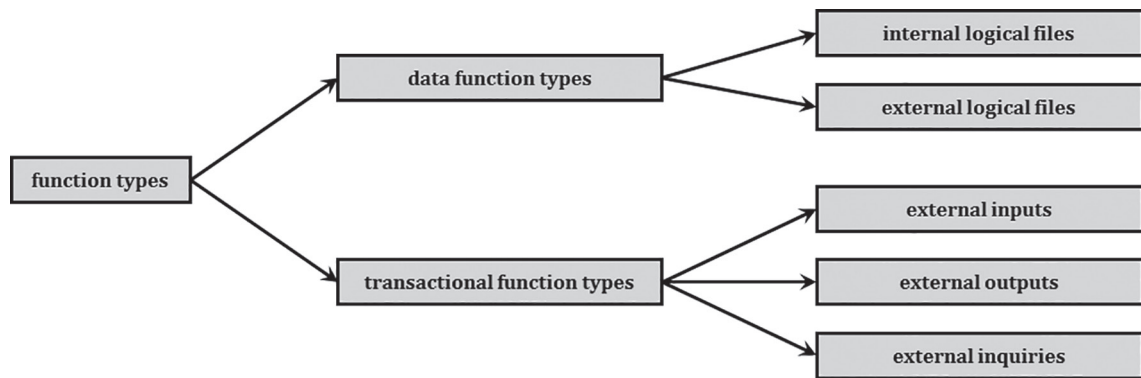 internal logical files
data function types
external logical files
function types
external inputs
transactional function types
external outputs
external inquiries